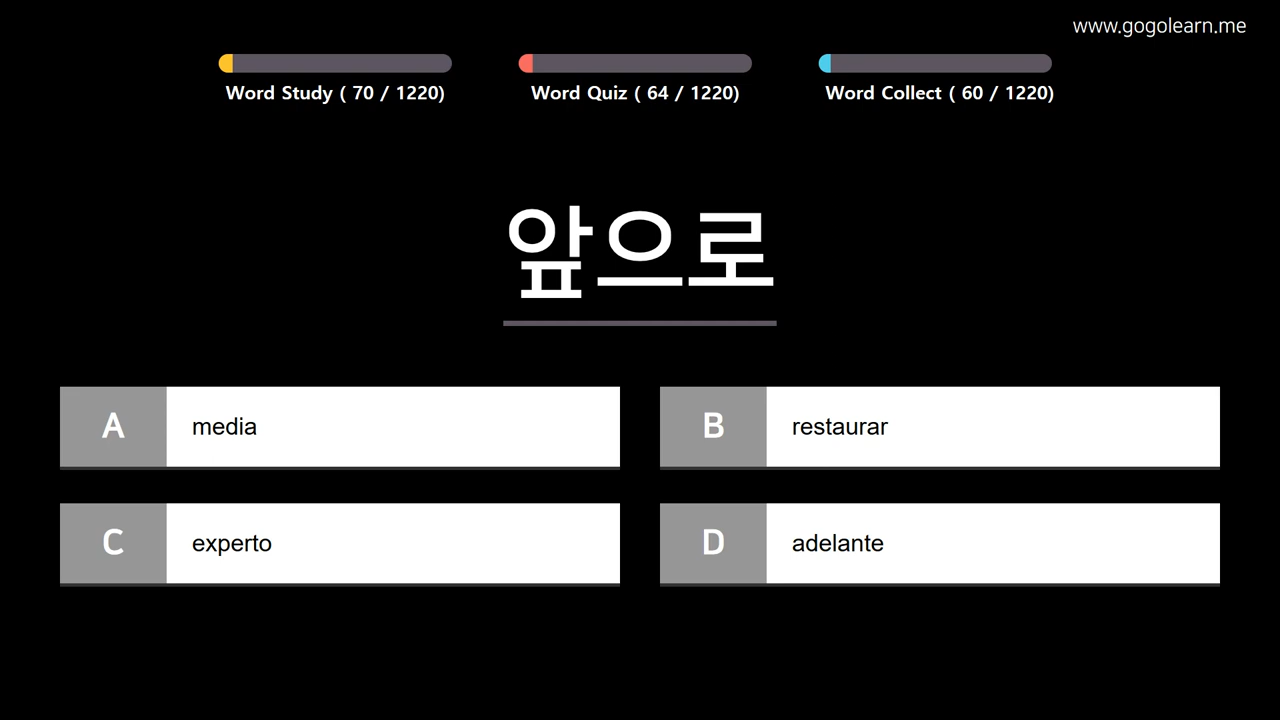 www.gogolearn.me
Word Study ( 70 / 1220)
Word Quiz ( 64 / 1220)
Word Collect ( 60 / 1220)
앞으로
A media
B restaurar
C experto
D adelante